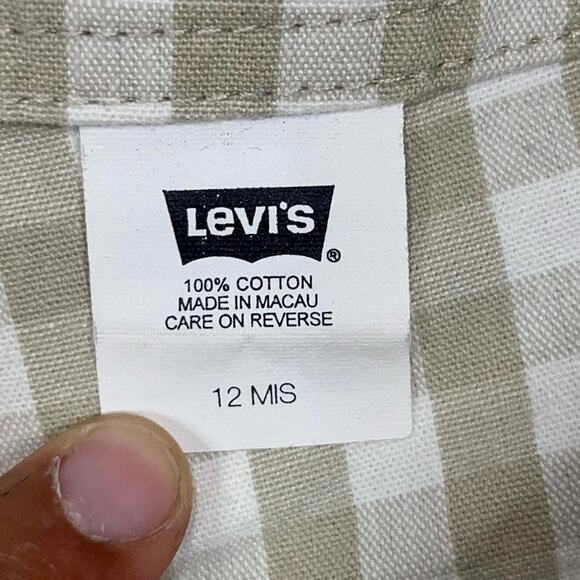 LEVI'S ®
100% COTTON
MADE IN MACAU
CARE ON REVERSE
12 MIS